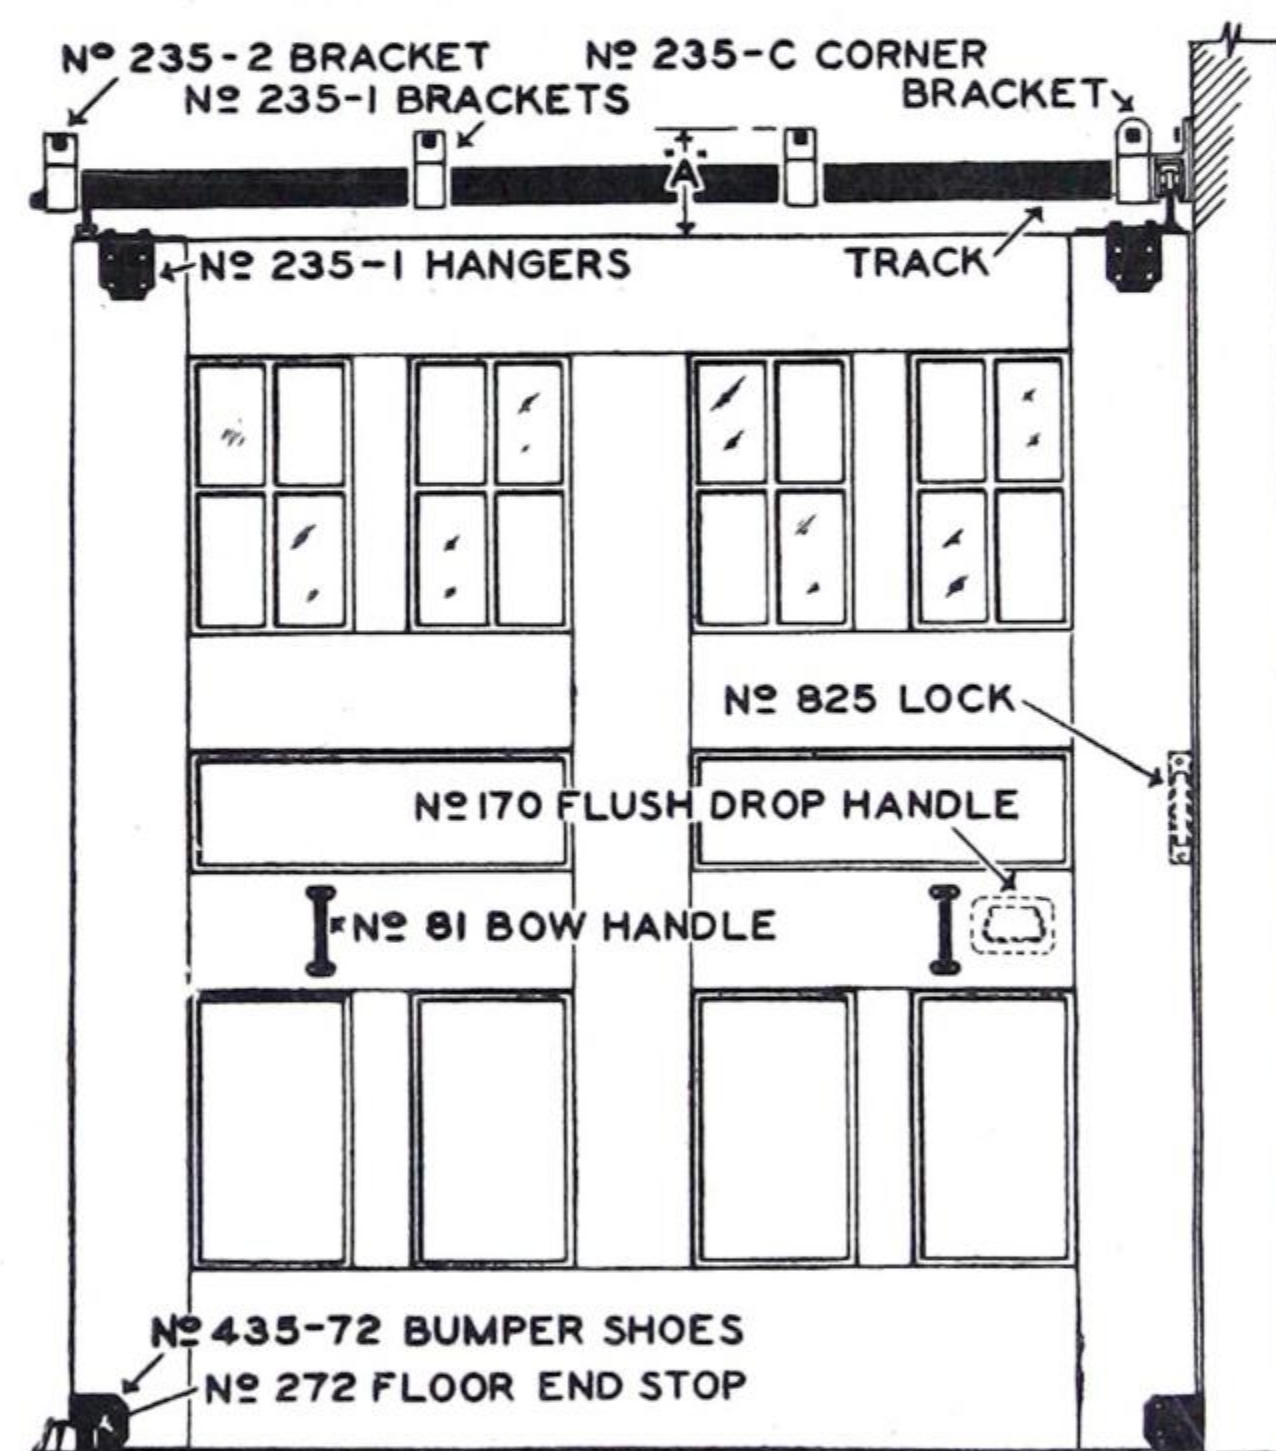 Nº 235-2 BRACKET
Nº 235-C CORNER
BRACKET
Nº 235-1 BRACKETS
"A"
Nº 235-1 HANGERS
TRACK
Nº 825 LOCK
Nº 170 FLUSH DROP HANDLE
Nº 81 BOW HANDLE
Nº 435-72 BUMPER SHOES
Nº 272 FLOOR END STOP